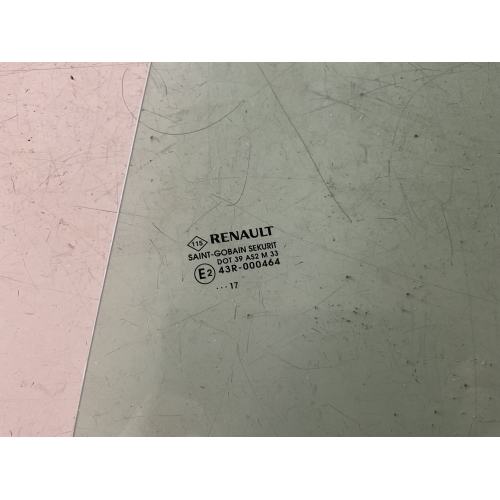 115 RENAULT
SAINT-GOBAIN SEKURIT
DOT 39 AS2 M 33
E2 43R-000464
...17